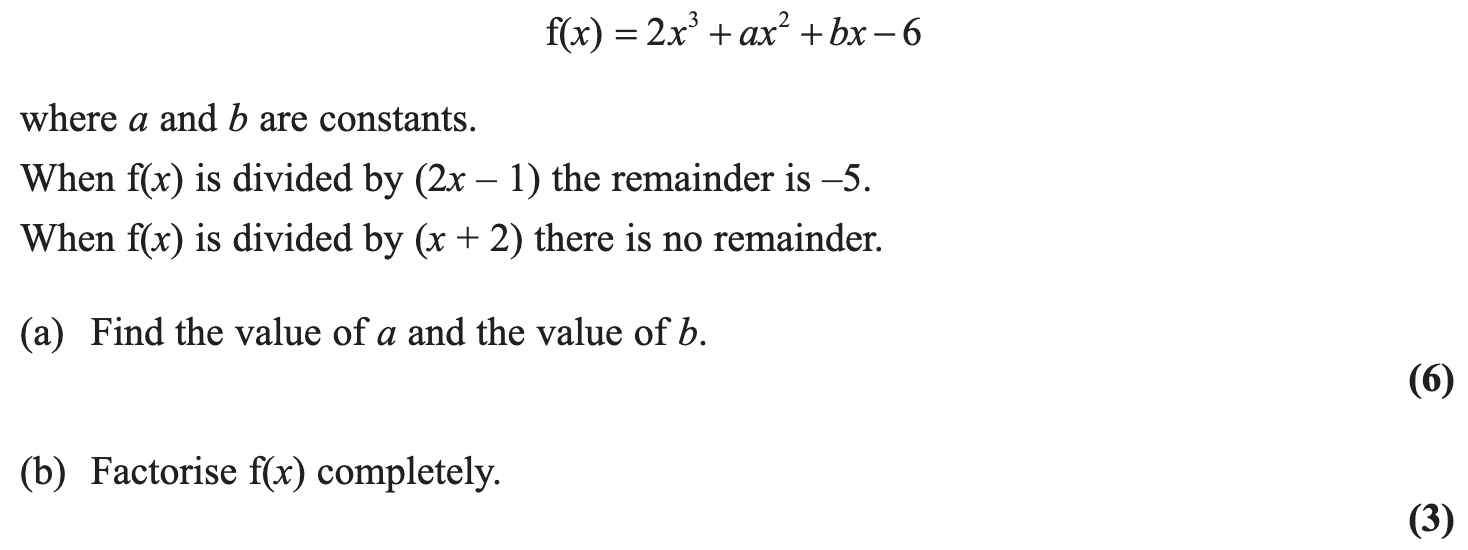 f(x) = 2x³ + ax² + bx – 6
where a and b are constants.
When f(x) is divided by (2x – 1) the remainder is –5.
When f(x) is divided by (x + 2) there is no remainder.
(a) Find the value of a and the value of b.
(6)
(b) Factorise f(x) completely.
(3)